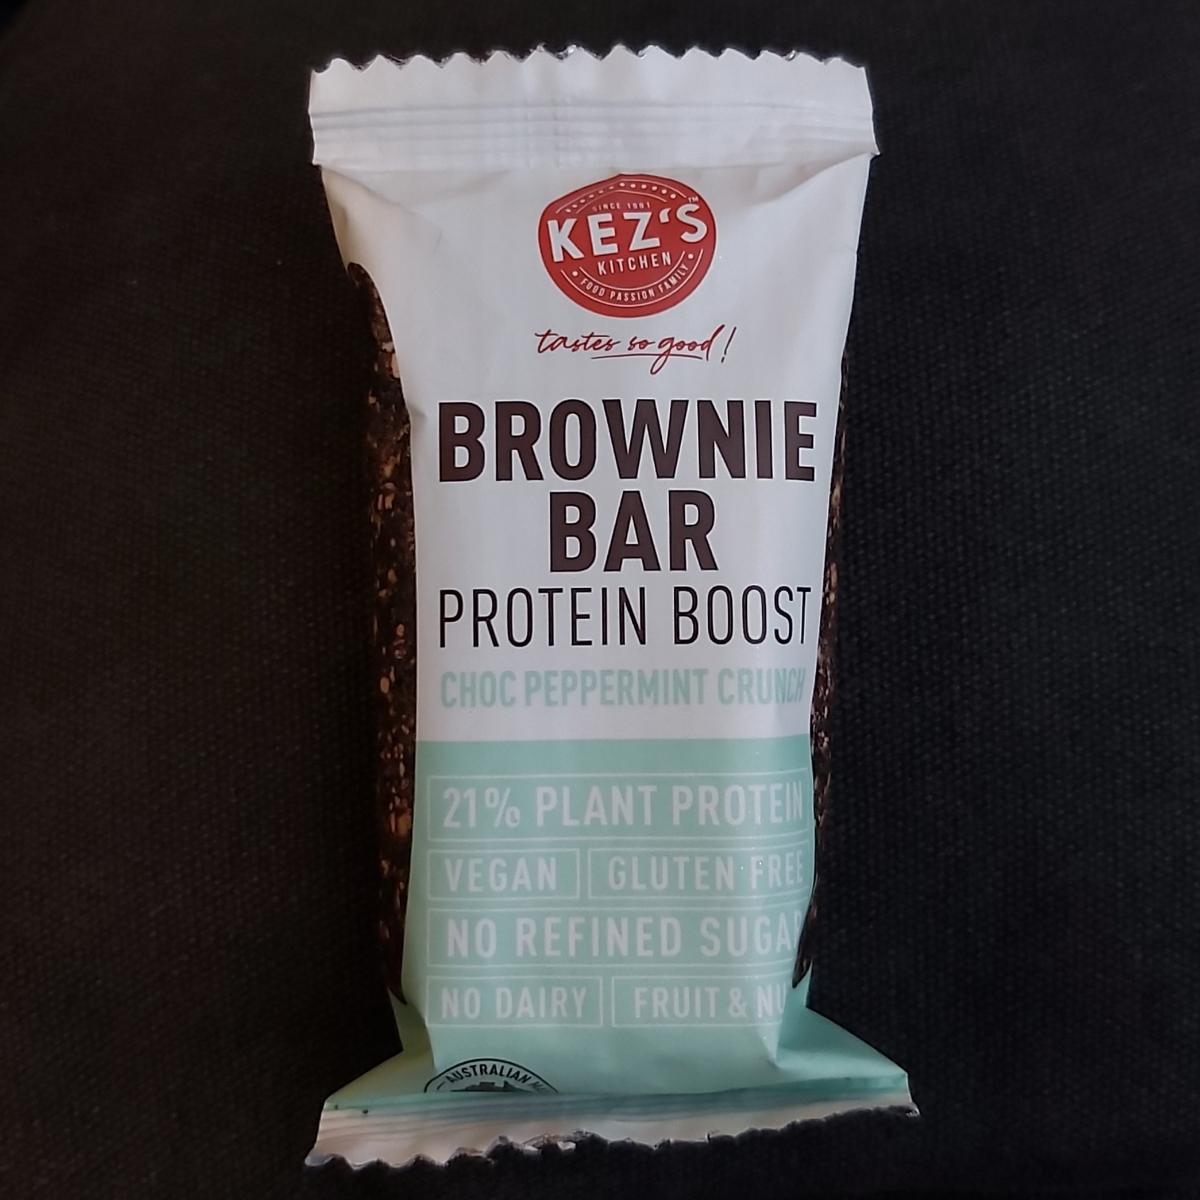 SINCE 1991
KEZ'S™
KITCHEN
• FOOD PASSION FAMILY •
tastes so good!
BROWNIE
BAR
PROTEIN BOOST
CHOC PEPPERMINT CRUNCH
21% PLANT PROTEIN
VEGAN GLUTEN FREE
NO REFINED SUGAR
NO DAIRY FRUIT &
AUSTRALIAN